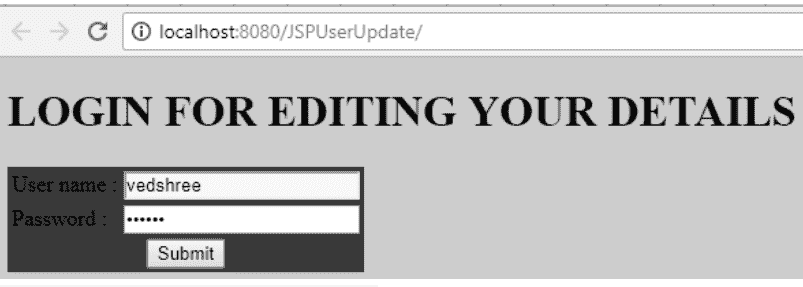 localhost:8080/JSPUserUpdate/
LOGIN FOR EDITING YOUR DETAILS
User name : vedshree
Password : ••••••
Submit